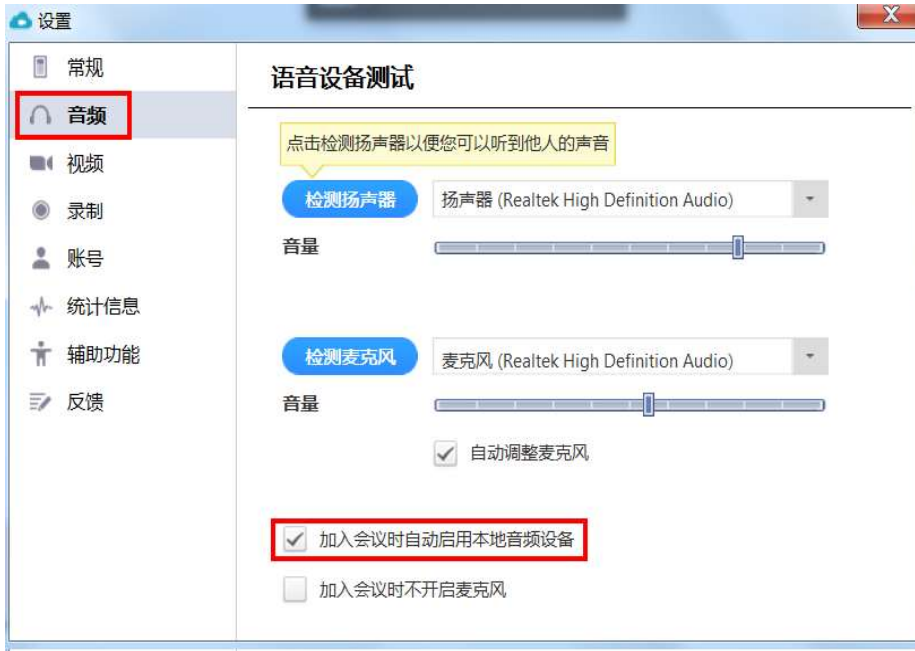 设置
X
常规
音频
视频
录制
账号
统计信息
辅助功能
反馈
语音设备测试
点击检测扬声器以便您可以听到他人的声音
检测扬声器 扬声器 (Realtek High Definition Audio)
音量
检测麦克风 麦克风 (Realtek High Definition Audio)
音量
自动调整麦克风
加入会议时自动启用本地音频设备
加入会议时不开启麦克风